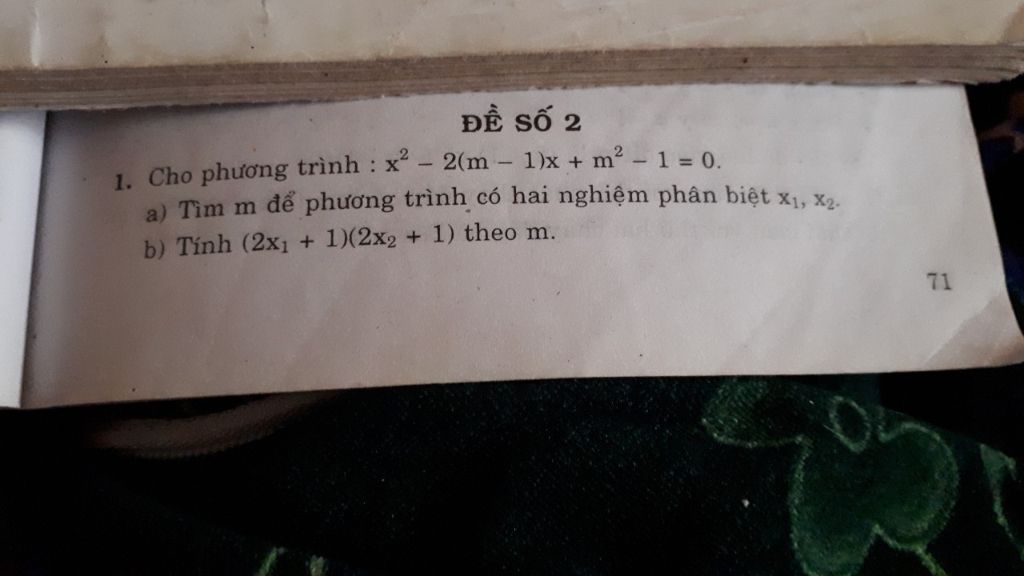 ĐỀ SỐ 2
1. Cho phương trình : x² – 2(m – 1)x + m² – 1 = 0.
a) Tìm m để phương trình có hai nghiệm phân biệt x₁, x₂.
b) Tính (2x₁ + 1)(2x₂ + 1) theo m.
71